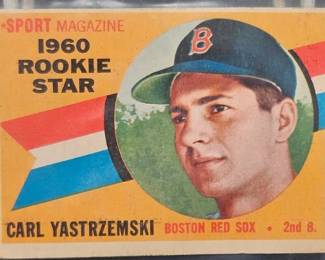 SPORT MAGAZINE
1960
ROOKIE
STAR
B
CARL YASTRZEMSKI BOSTON RED SOX • 2nd B.